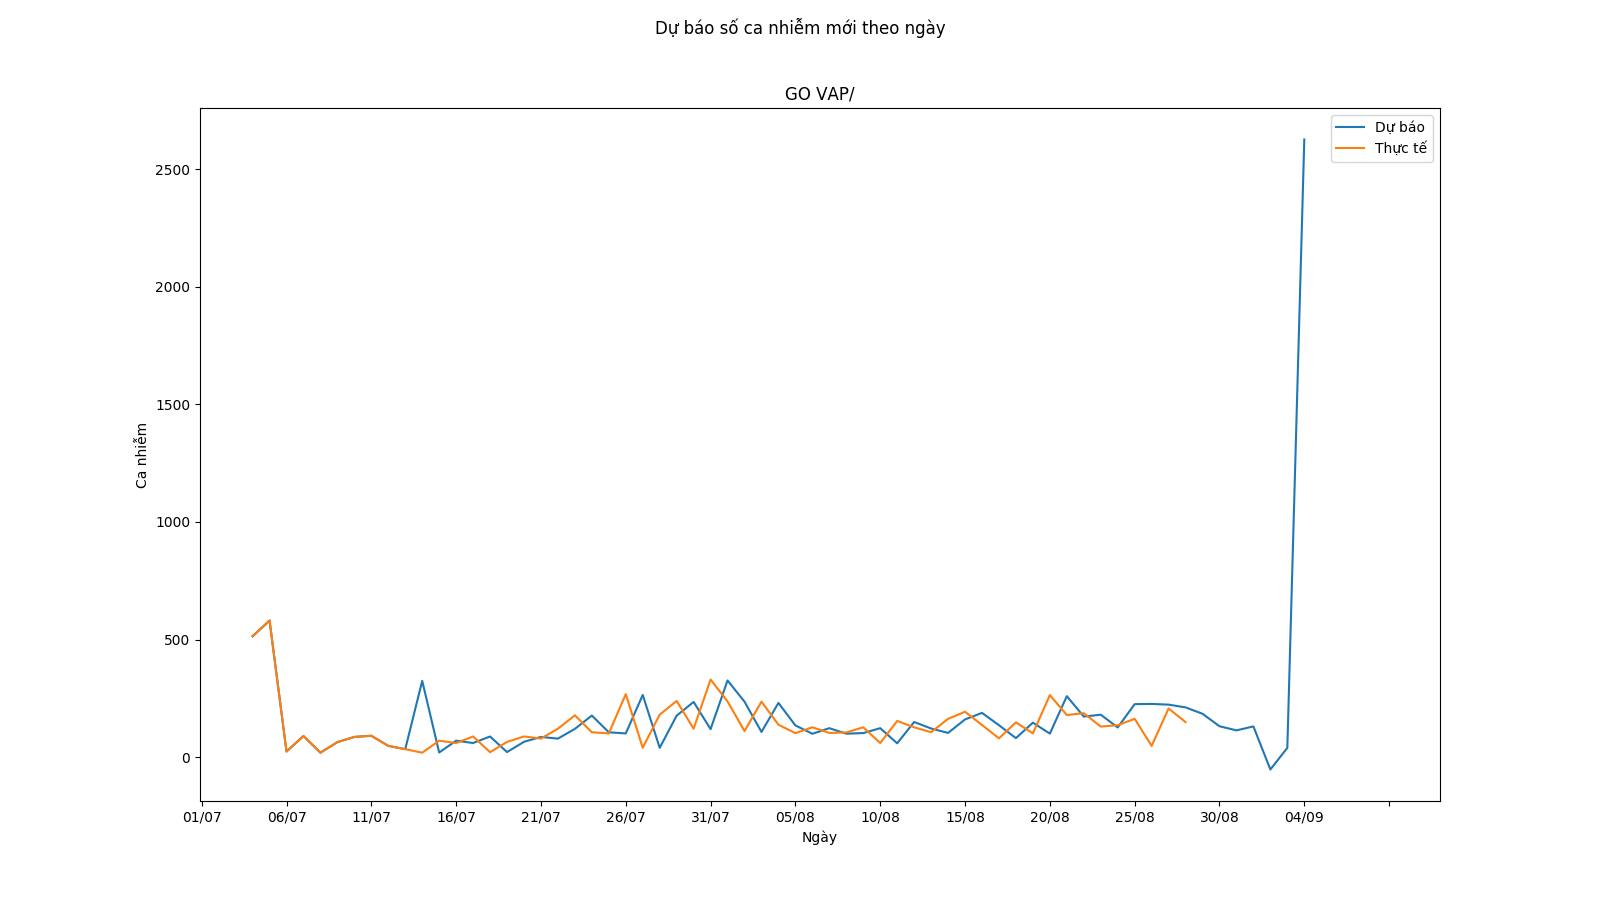 Dự báo số ca nhiễm mới theo ngày
GO VAP/
Dự báo
Thực tế
2500
2000
1500
1000
500
0
Ca nhiễm
01/07 06/07 11/07 16/07 21/07 26/07 31/07 05/08 10/08 15/08 20/08 25/08 30/08 04/09
Ngày